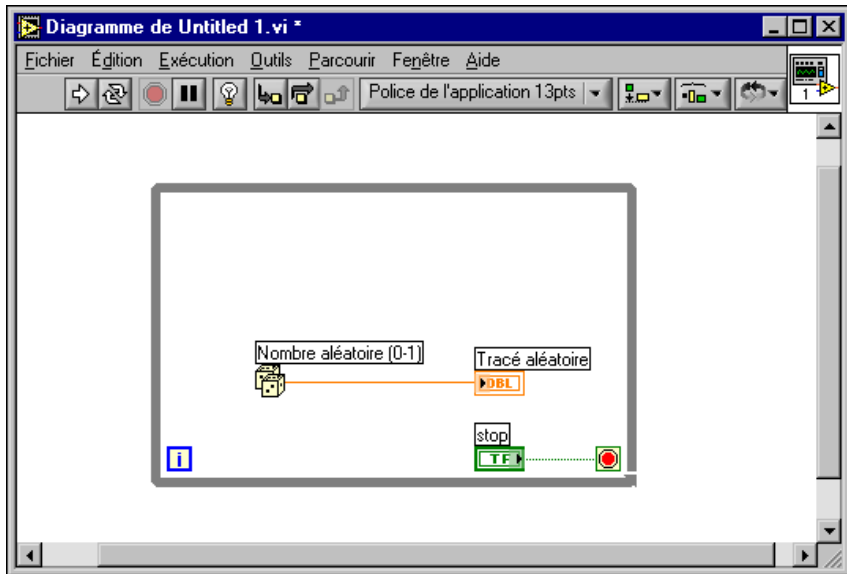 Diagramme de Untitled 1.vi *
Fichier Édition Exécution Outils Parcourir Fenêtre Aide
Police de l'application 13pts
1
Nombre aléatoire (0-1)
Tracé aléatoire
DBL
stop
i
TF